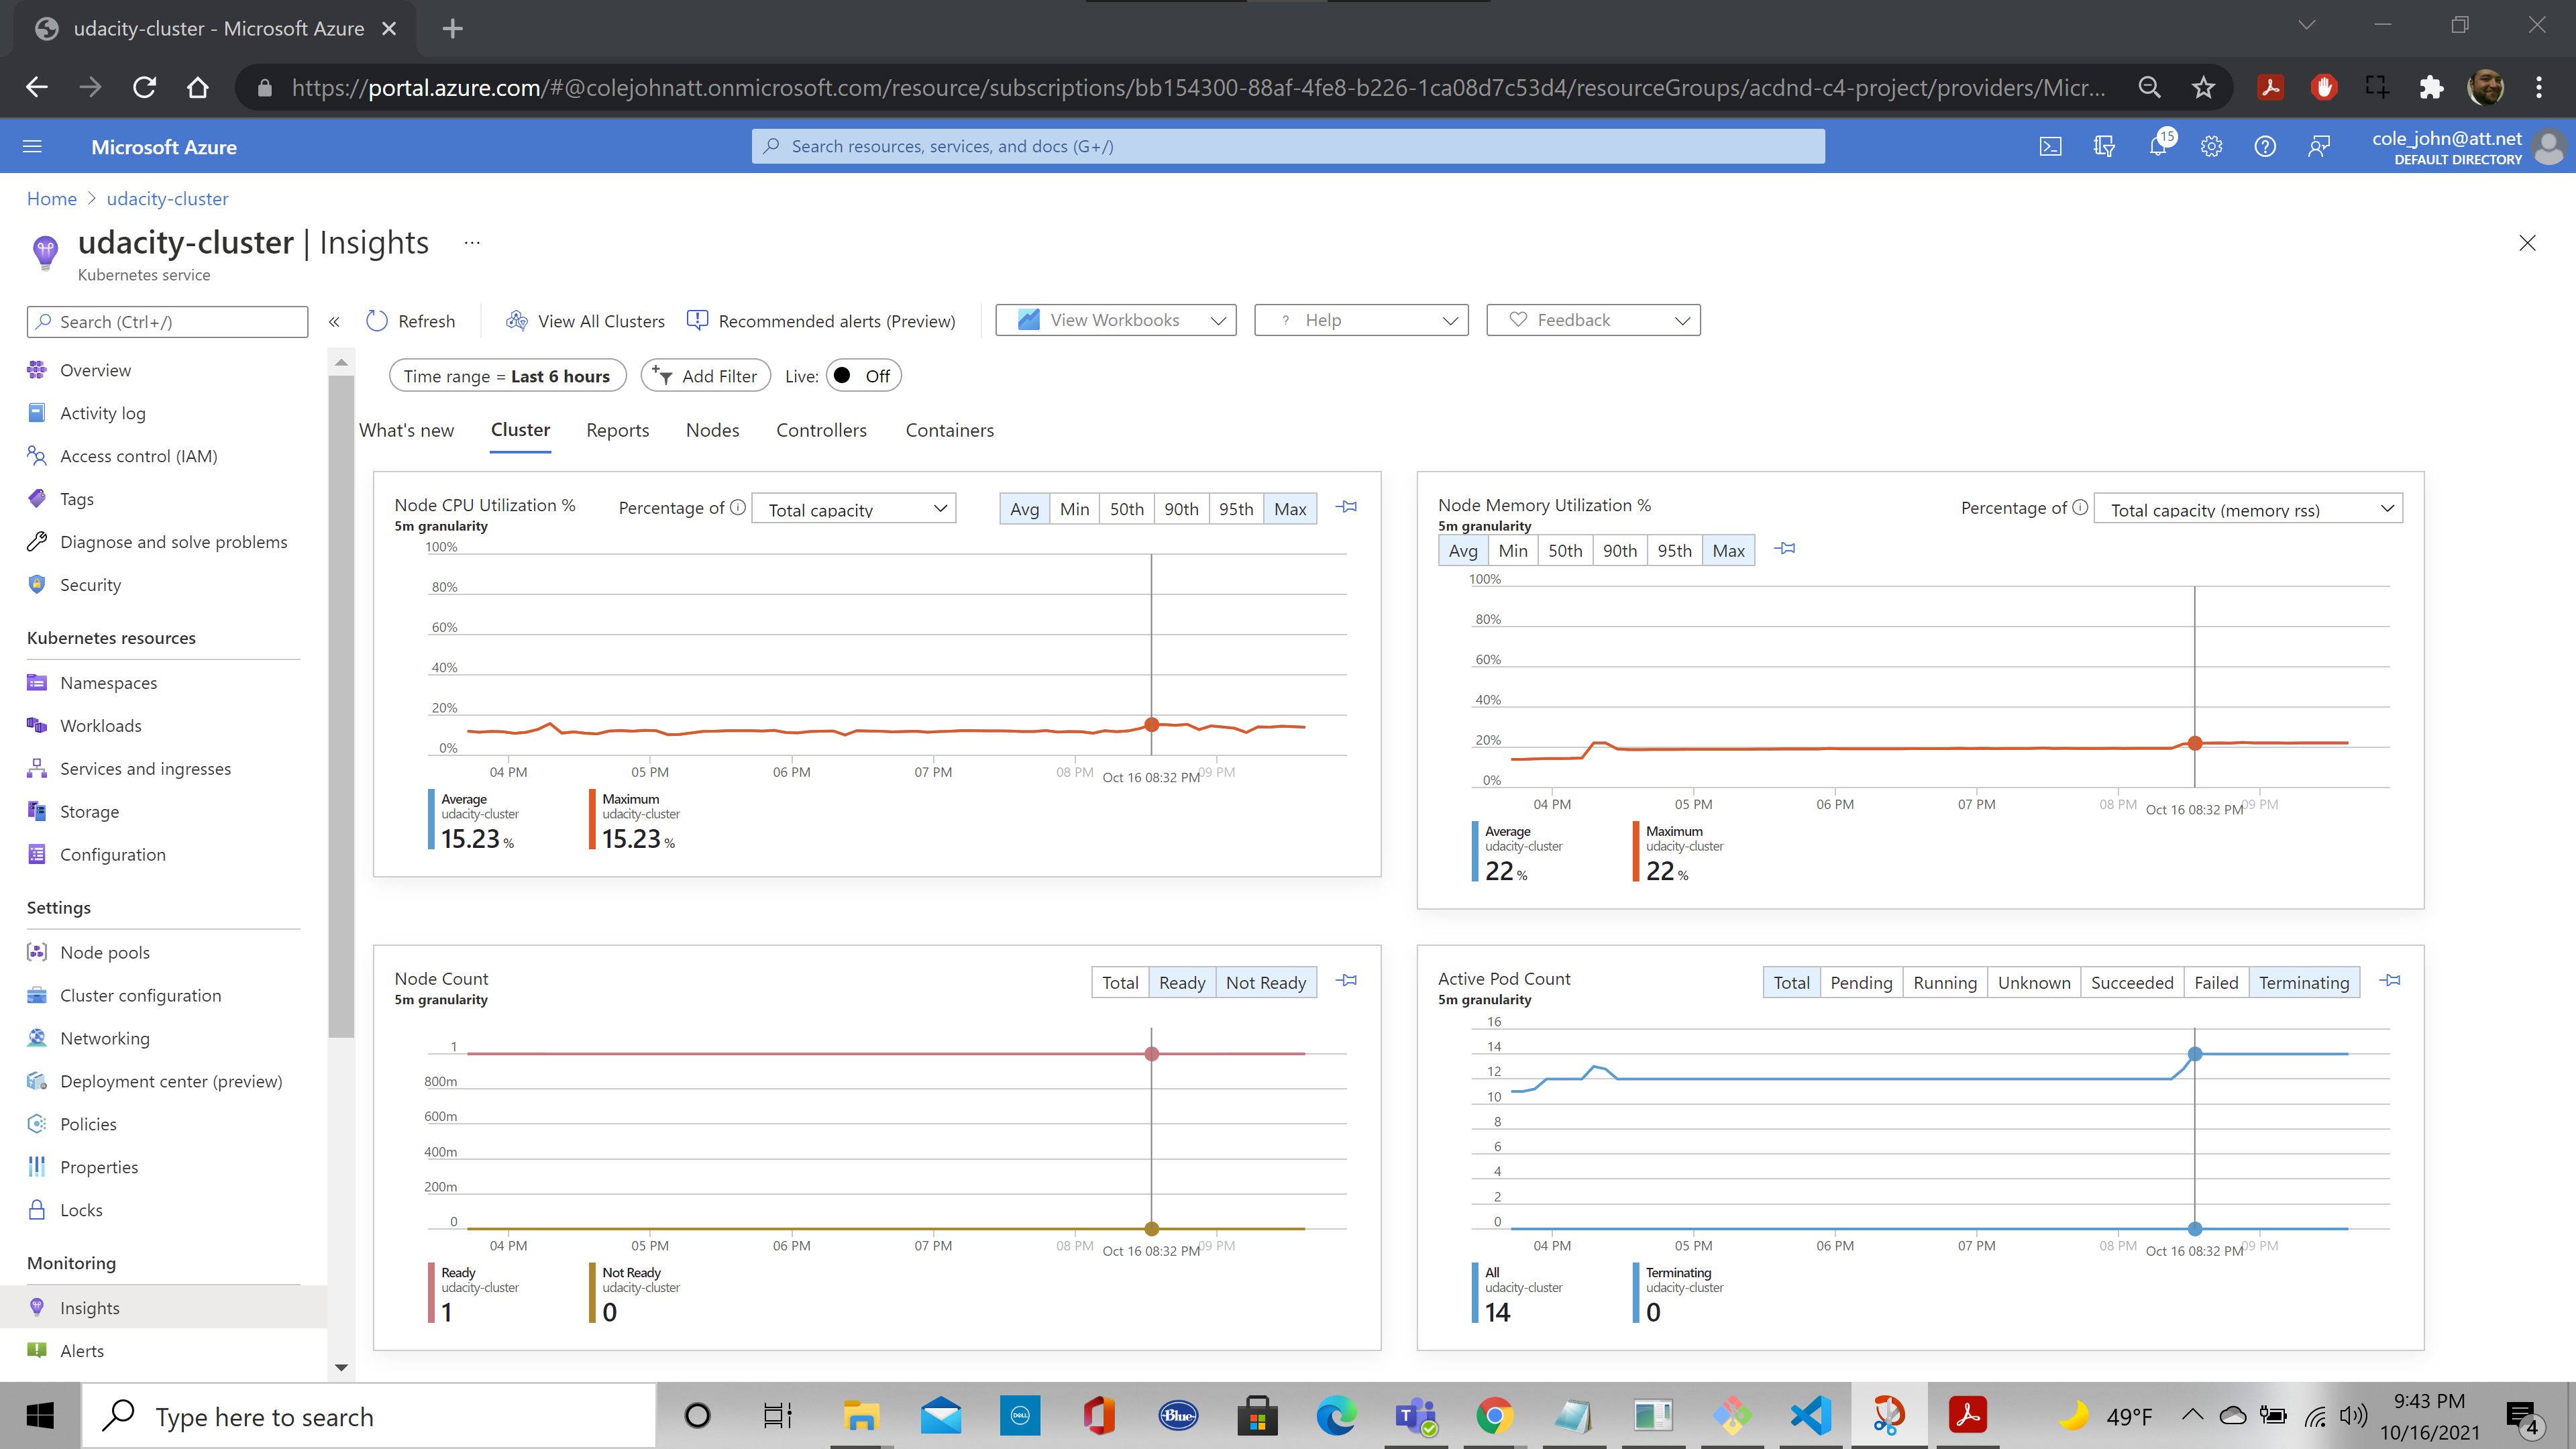 udacity-cluster - Microsoft Azure
https://portal.azure.com/#@colejohnatt.onmicrosoft.com/resource/subscriptions/bb154300-88af-4fe8-b226-1ca08d7c53d4/resourceGroups/acdnd-c4-project/providers/Micr...
Microsoft Azure
Search resources, services, and docs (G+/)
15
cole_john@att.net
DEFAULT DIRECTORY
Home > udacity-cluster
udacity-cluster | Insights ...
Kubernetes service
Search (Ctrl+/)
Refresh
View All Clusters
Recommended alerts (Preview)
View Workbooks
? Help
Feedback
Time range = Last 6 hours
Add Filter
Live: Off
What's new Cluster Reports Nodes Controllers Containers
Overview
Activity log
Access control (IAM)
Tags
Diagnose and solve problems
Security
Kubernetes resources
Namespaces
Workloads
Services and ingresses
Storage
Configuration
Settings
Node pools
Cluster configuration
Networking
Deployment center (preview)
Policies
Properties
Locks
Monitoring
Insights
Alerts
Node CPU Utilization %
5m granularity
Percentage of Total capacity
Avg Min 50th 90th 95th Max
100%
80%
60%
40%
20%
0%
04 PM 05 PM 06 PM 07 PM 08 PM Oct 16 08:32 PM 09 PM
Average
udacity-cluster
15.23 %
Maximum
udacity-cluster
15.23 %
Node Memory Utilization %
5m granularity
Percentage of Total capacity (memory rss)
Avg Min 50th 90th 95th Max
100%
80%
60%
40%
20%
0%
04 PM 05 PM 06 PM 07 PM 08 PM Oct 16 08:32 PM 09 PM
Average
udacity-cluster
22 %
Maximum
udacity-cluster
22 %
Node Count
5m granularity
Total Ready Not Ready
1
800m
600m
400m
200m
0
04 PM 05 PM 06 PM 07 PM 08 PM Oct 16 08:32 PM 09 PM
Ready
udacity-cluster
1
Not Ready
udacity-cluster
0
Active Pod Count
5m granularity
Total Pending Running Unknown Succeeded Failed Terminating
16
14
12
10
8
6
4
2
0
04 PM 05 PM 06 PM 07 PM 08 PM Oct 16 08:32 PM 09 PM
All
udacity-cluster
14
Terminating
udacity-cluster
0
Type here to search
DELL
Blue
49°F
9:43 PM
10/16/2021
4